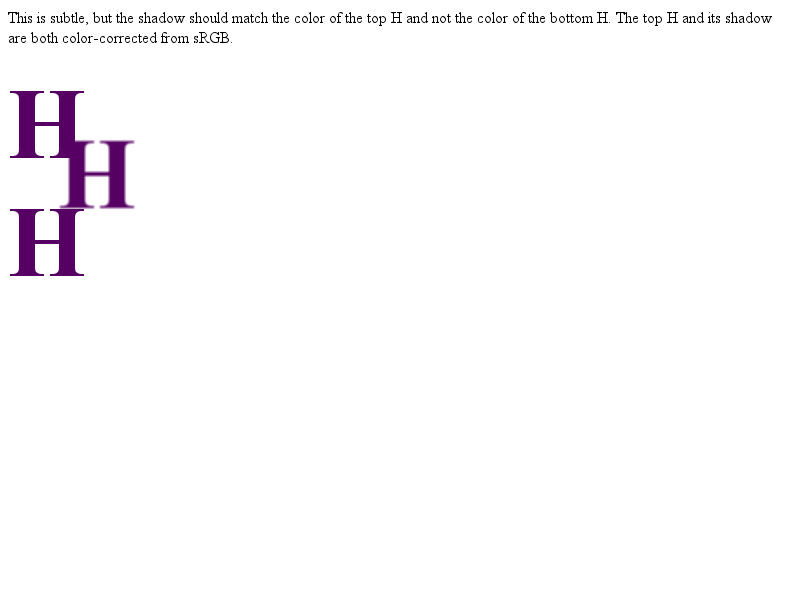 This is subtle, but the shadow should match the color of the top H and not the color of the bottom H. The top H and its shadow
are both color-corrected from sRGB.
H
H
H